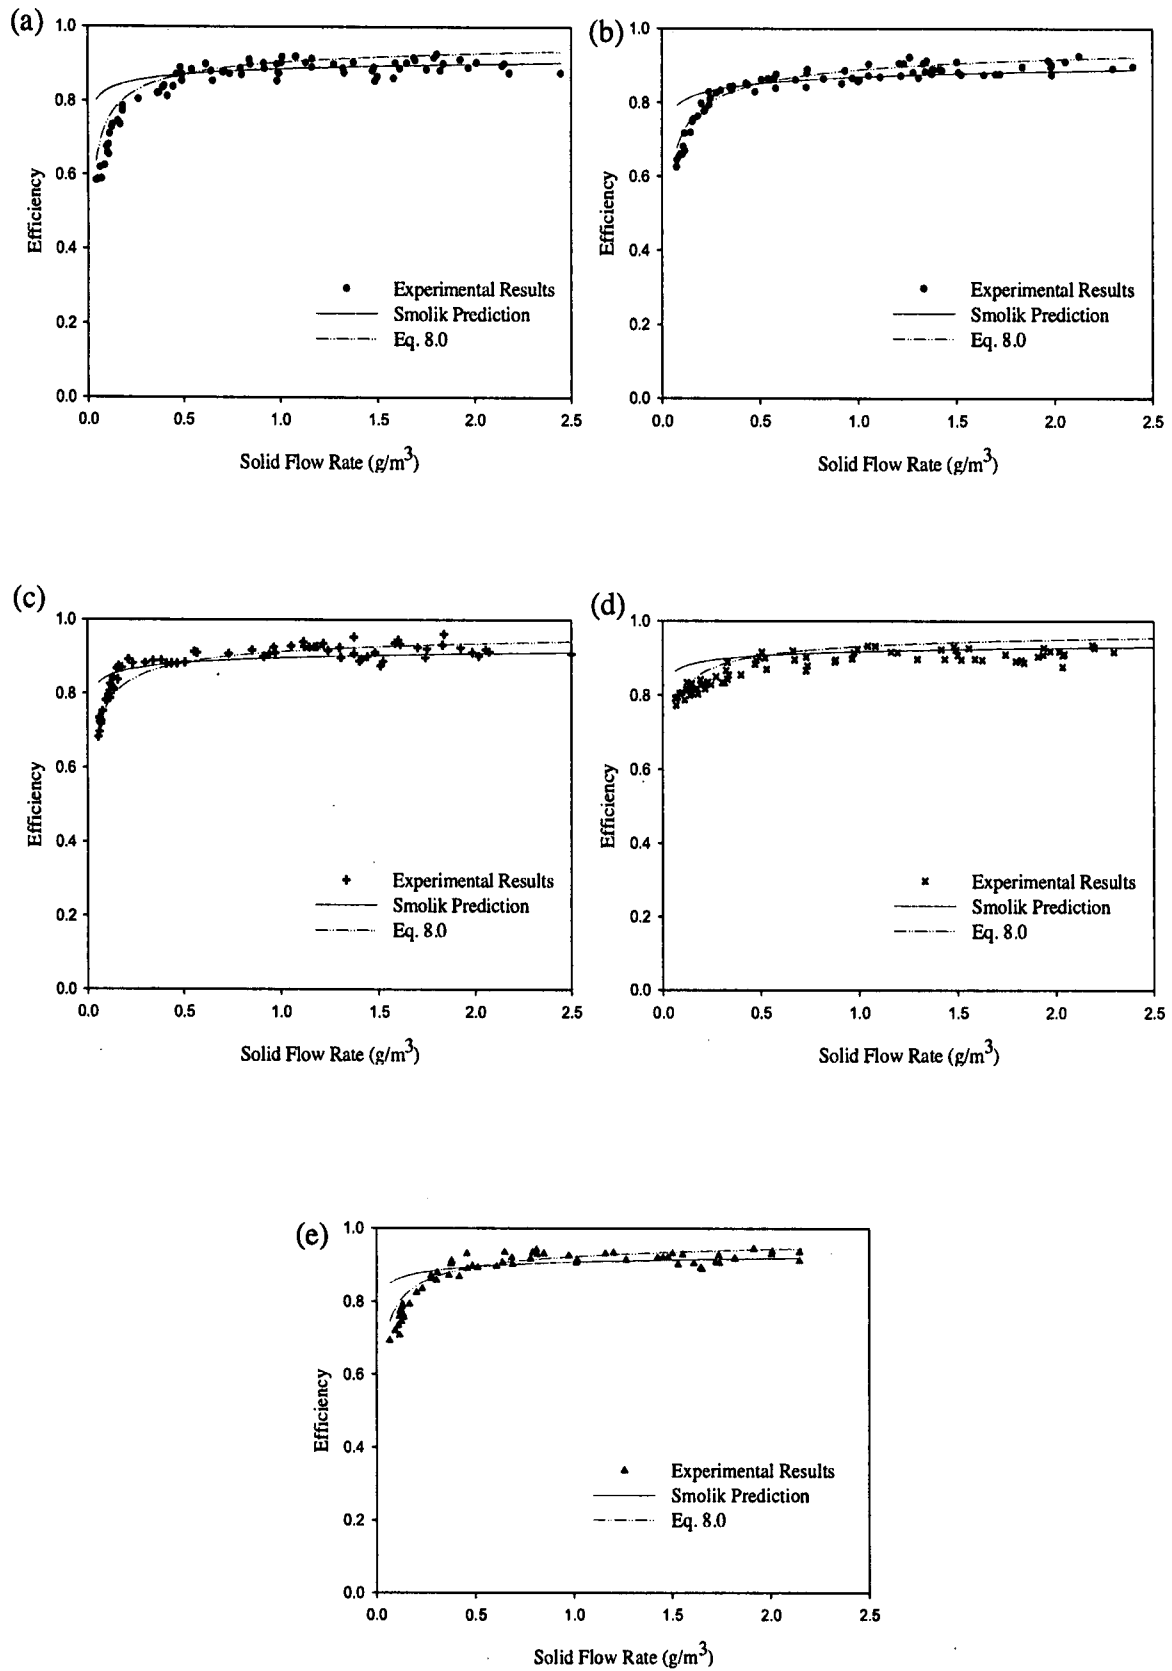 (a)
1.0
0.8
0.6
0.4
0.2
0.0
Efficiency
Experimental Results
Smolik Prediction
Eq. 8.0
0.0 0.5 1.0 1.5 2.0 2.5
Solid Flow Rate (g/m³)
(b)
1.0
0.8
0.6
0.4
0.2
0.0
Efficiency
Experimental Results
Smolik Prediction
Eq. 8.0
0.0 0.5 1.0 1.5 2.0 2.5
Solid Flow Rate (g/m³)
(c)
1.0
0.8
0.6
0.4
0.2
0.0
Efficiency
Experimental Results
Smolik Prediction
Eq. 8.0
0.0 0.5 1.0 1.5 2.0 2.5
Solid Flow Rate (g/m³)
(d)
1.0
0.8
0.6
0.4
0.2
0.0
Efficiency
Experimental Results
Smolik Prediction
Eq. 8.0
0.0 0.5 1.0 1.5 2.0 2.5
Solid Flow Rate (g/m³)
(e)
1.0
0.8
0.6
0.4
0.2
0.0
Efficiency
Experimental Results
Smolik Prediction
Eq. 8.0
0.0 0.5 1.0 1.5 2.0 2.5
Solid Flow Rate (g/m³)